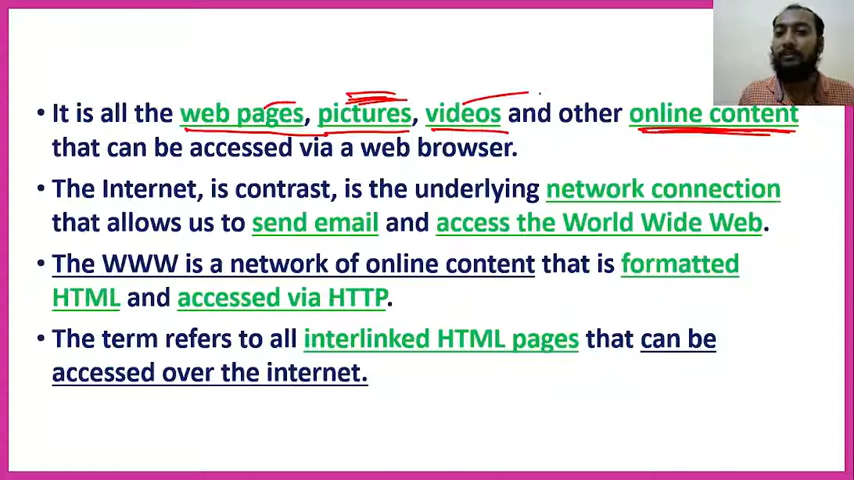 • It is all the web pages, pictures, videos and other online content
that can be accessed via a web browser.
• The Internet, is contrast, is the underlying network connection
that allows us to send email and access the World Wide Web.
• The WWW is a network of online content that is formatted
HTML and accessed via HTTP.
• The term refers to all interlinked HTML pages that can be
accessed over the internet.